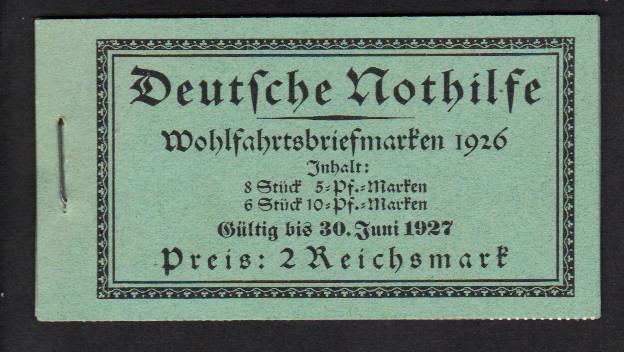 Deutſche Nothilfe
Wohlfahrtsbriefmarken 1926
Inhalt:
8 Stück 5=Pf.=Marken
6 Stück 10=Pf.=Marken
Gültig bis 30. Juni 1927
Preis: 2 Reichsmark